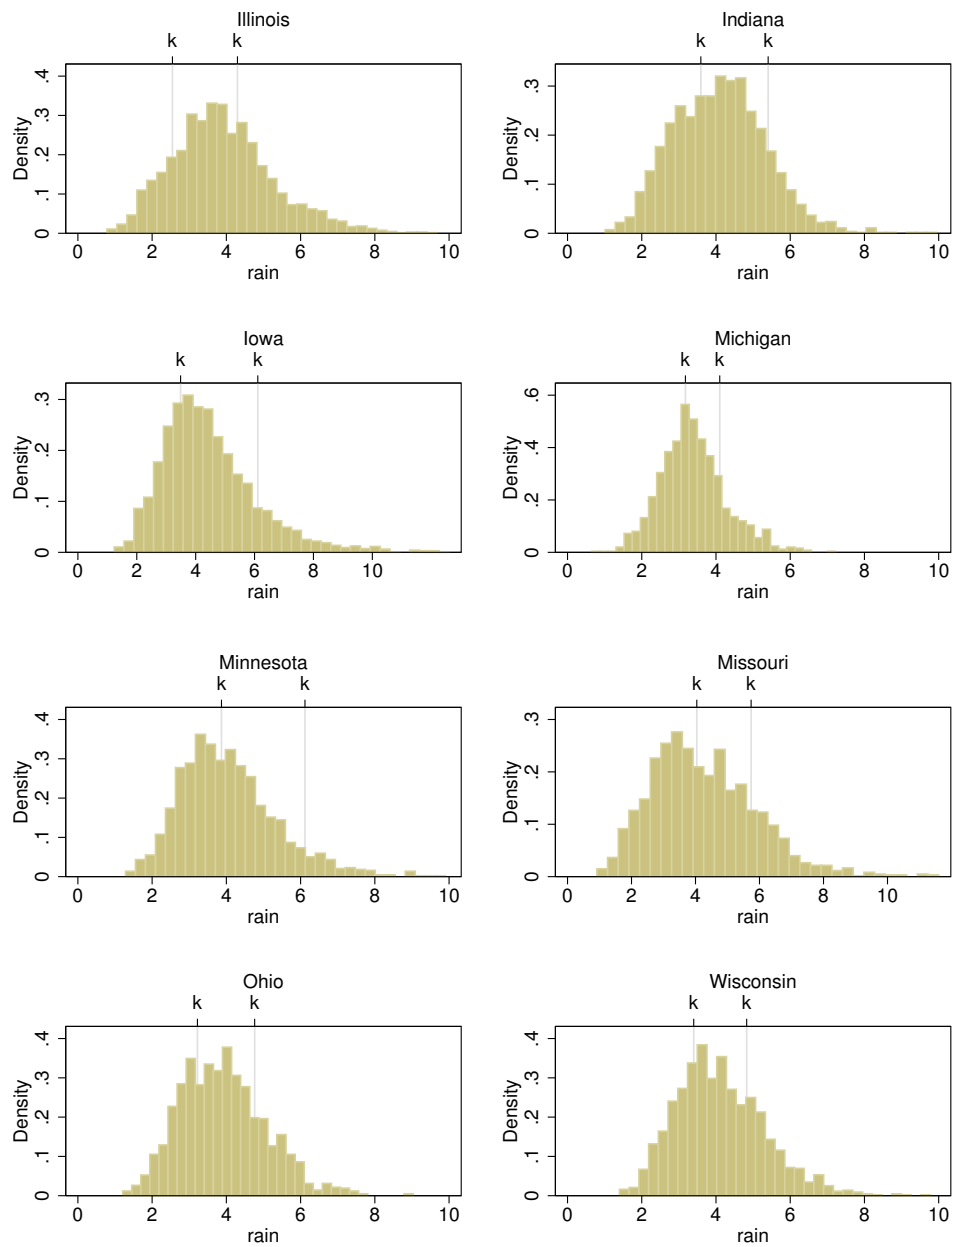 Illinois
k k
Density
0 .1 .2 .3 .4
0 2 4 6 8 10
rain
Indiana
k k
Density
0 .1 .2 .3
0 2 4 6 8 10
rain
Iowa
k k
Density
0 .1 .2 .3
0 2 4 6 8 10
rain
Michigan
k k
Density
0 .2 .4 .6
0 2 4 6 8 10
rain
Minnesota
k k
Density
0 .1 .2 .3 .4
0 2 4 6 8 10
rain
Missouri
k k
Density
0 .1 .2 .3
0 2 4 6 8 10
rain
Ohio
k k
Density
0 .1 .2 .3 .4
0 2 4 6 8 10
rain
Wisconsin
k k
Density
0 .1 .2 .3 .4
0 2 4 6 8 10
rain